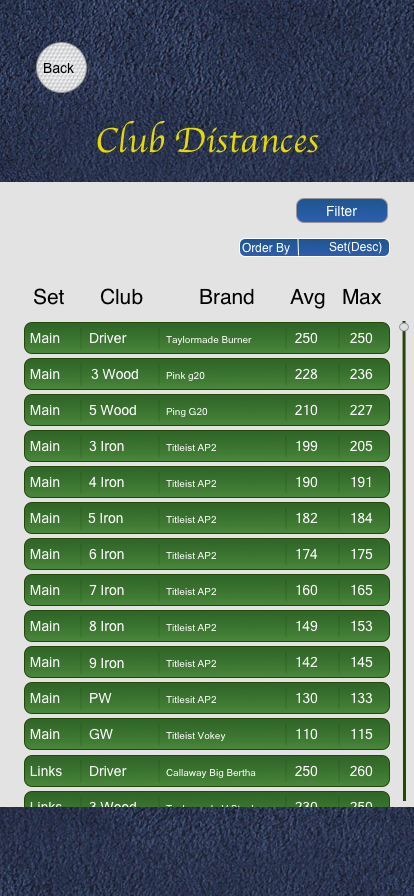 Back
Club Distances
Filter
Order By Set(Desc)
Set Club Brand Avg Max
Main Driver Taylormade Burner 250 250
Main 3 Wood Pink g20 228 236
Main 5 Wood Ping G20 210 227
Main 3 Iron Titleist AP2 199 205
Main 4 Iron Titleist AP2 190 191
Main 5 Iron Titleist AP2 182 184
Main 6 Iron Titleist AP2 174 175
Main 7 Iron Titleist AP2 160 165
Main 8 Iron Titleist AP2 149 153
Main 9 Iron Titleist AP2 142 145
Main PW Titlesit AP2 130 133
Main GW Titleist Vokey 110 115
Links Driver Callaway Big Bertha 250 260
Links 3 Wood 230 250